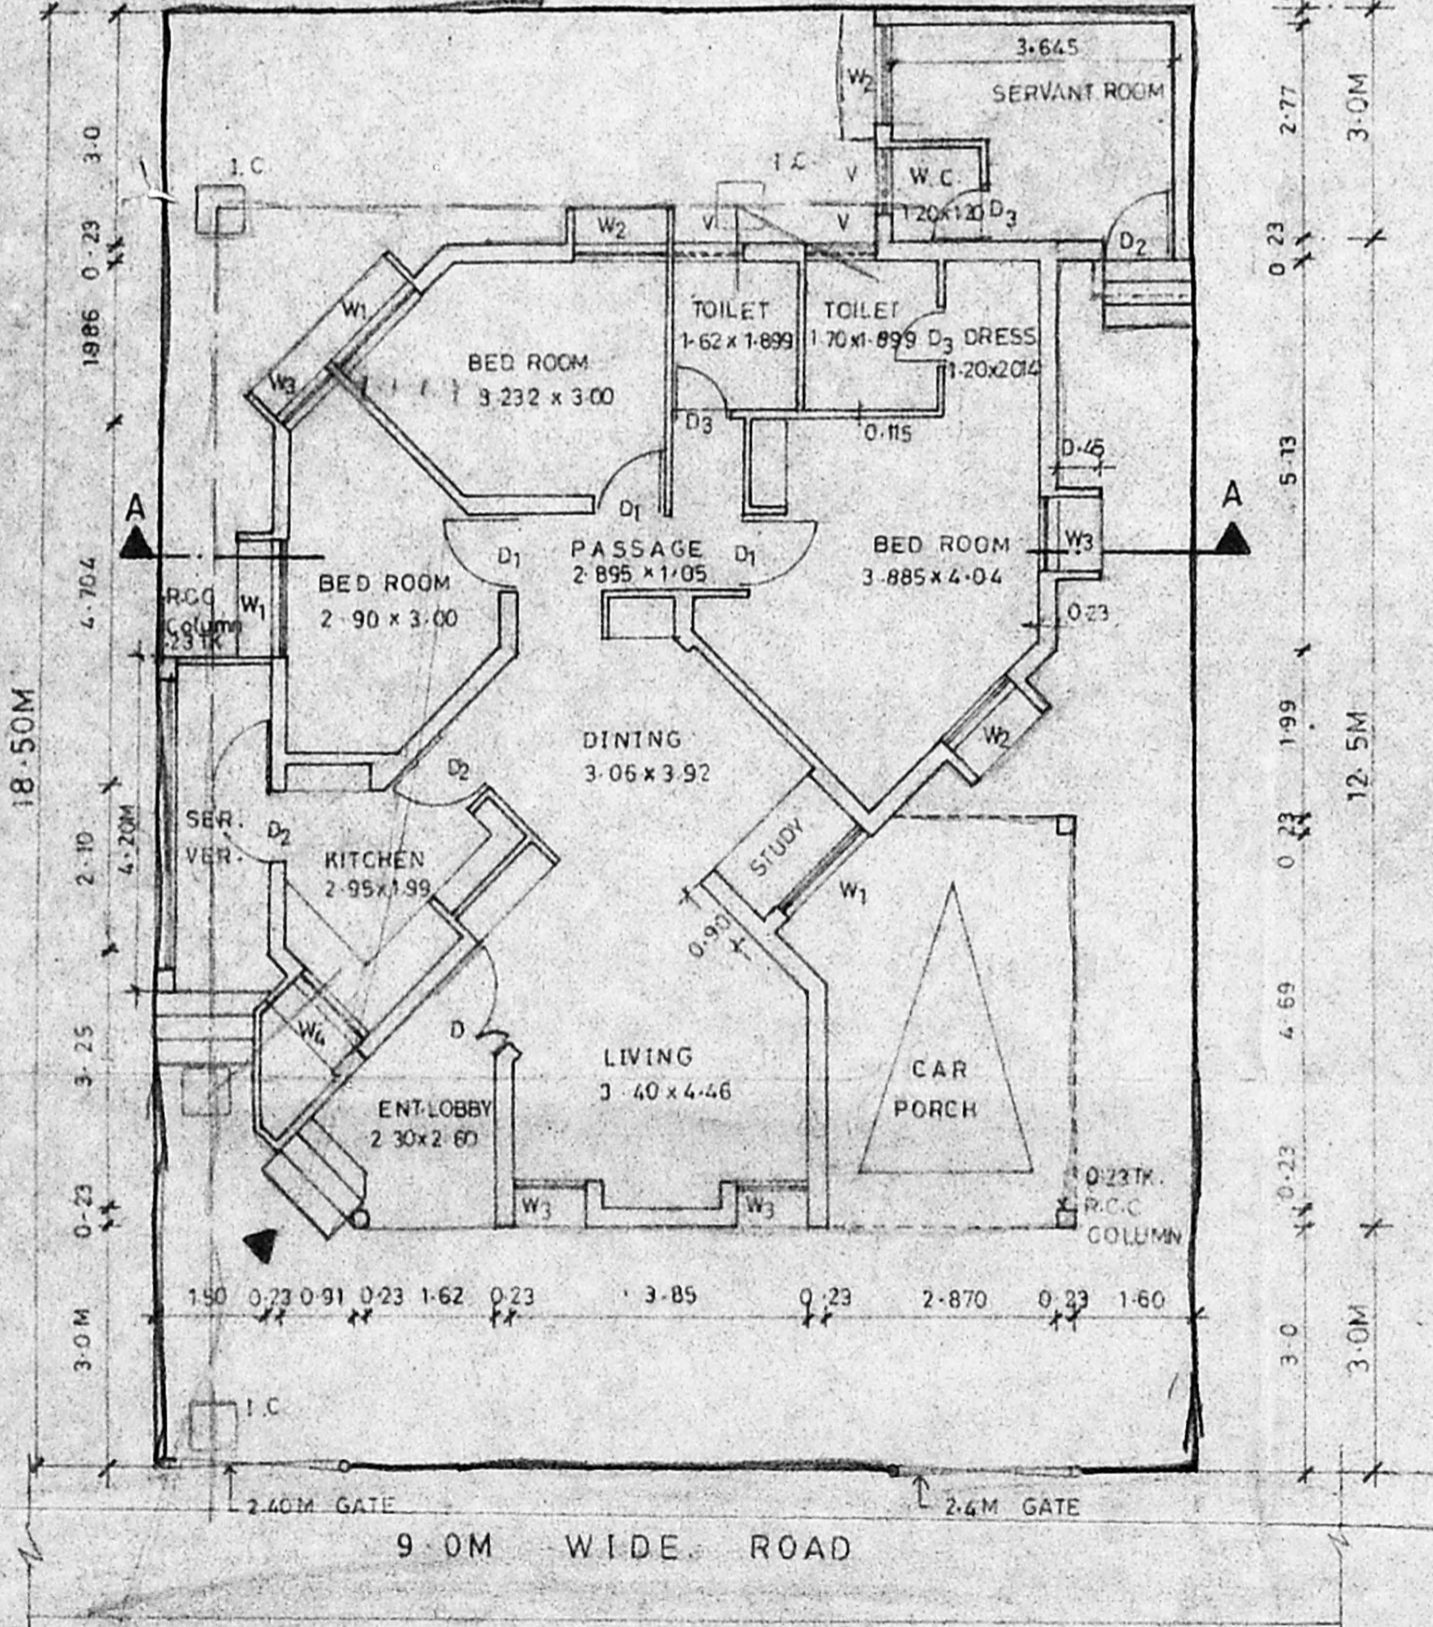 3.645
SERVANT ROOM
W2
V
W.C.
1.20x1.20
D3
D2
I.C.
I.C.
W2
V
V
W1
W3
BED ROOM
3.232 x 3.00
TOILET
1.62 x 1.899
TOILET
1.70x1.899
D3
DRESS
1.20x2.014
D3
0.115
0.45
A
A
D1
PASSAGE
2.895 x 1.05
D1
D1
BED ROOM
3.885 x 4.04
W3
BED ROOM
2.90 x 3.00
R.C.C
Column
.23 TK
W1
0.23
DINING
3.06 x 3.92
W2
D2
STUDY
SER.
VER.
D2
KITCHEN
2.95x1.99
W1
0.90
W4
D
LIVING
3.40 x 4.46
CAR
PORCH
ENT.LOBBY
2.30x2.60
W3
W3
0.23TK.
R.C.C
COLUMN
1.50 0.23 0.91 0.23 1.62 0.23 3.85 0.23 2.870 0.23 1.60
I.C
2.40M GATE
2.4M GATE
9.0M WIDE ROAD
18.50M
3.0
0.23
1.986
4.704
2.10
4.20M
3.25
0.23
3.0M
2.77
0.23
5.13
1.99
0.23
4.69
0.23
3.0
3.0M
12.5M
3.0M